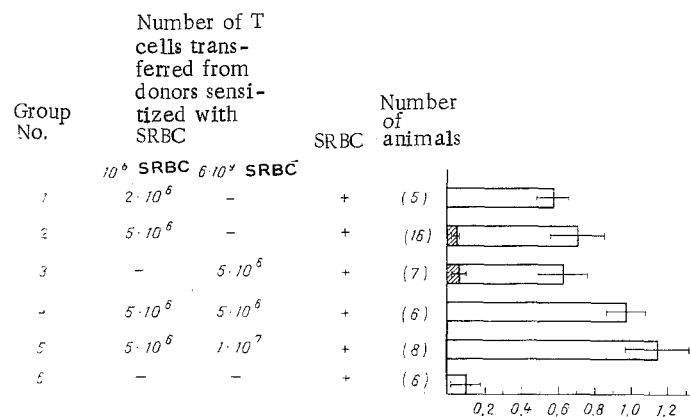 Number of T
cells trans-
ferred from
donors sensi-
tized with
SRBC
Group
No.
SRBC
Number
of
animals
10⁶ SRBC 6·10⁹ SRBC
1 2·10⁶ – + (5)
2 5·10⁶ – + (16)
3 – 5·10⁶ + (7)
5·10⁶ 5·10⁶ + (6)
5 5·10⁶ 1·10⁷ + (8)
– – + (6)
0,2 0,4 0,6 0,8 1,0 1,2